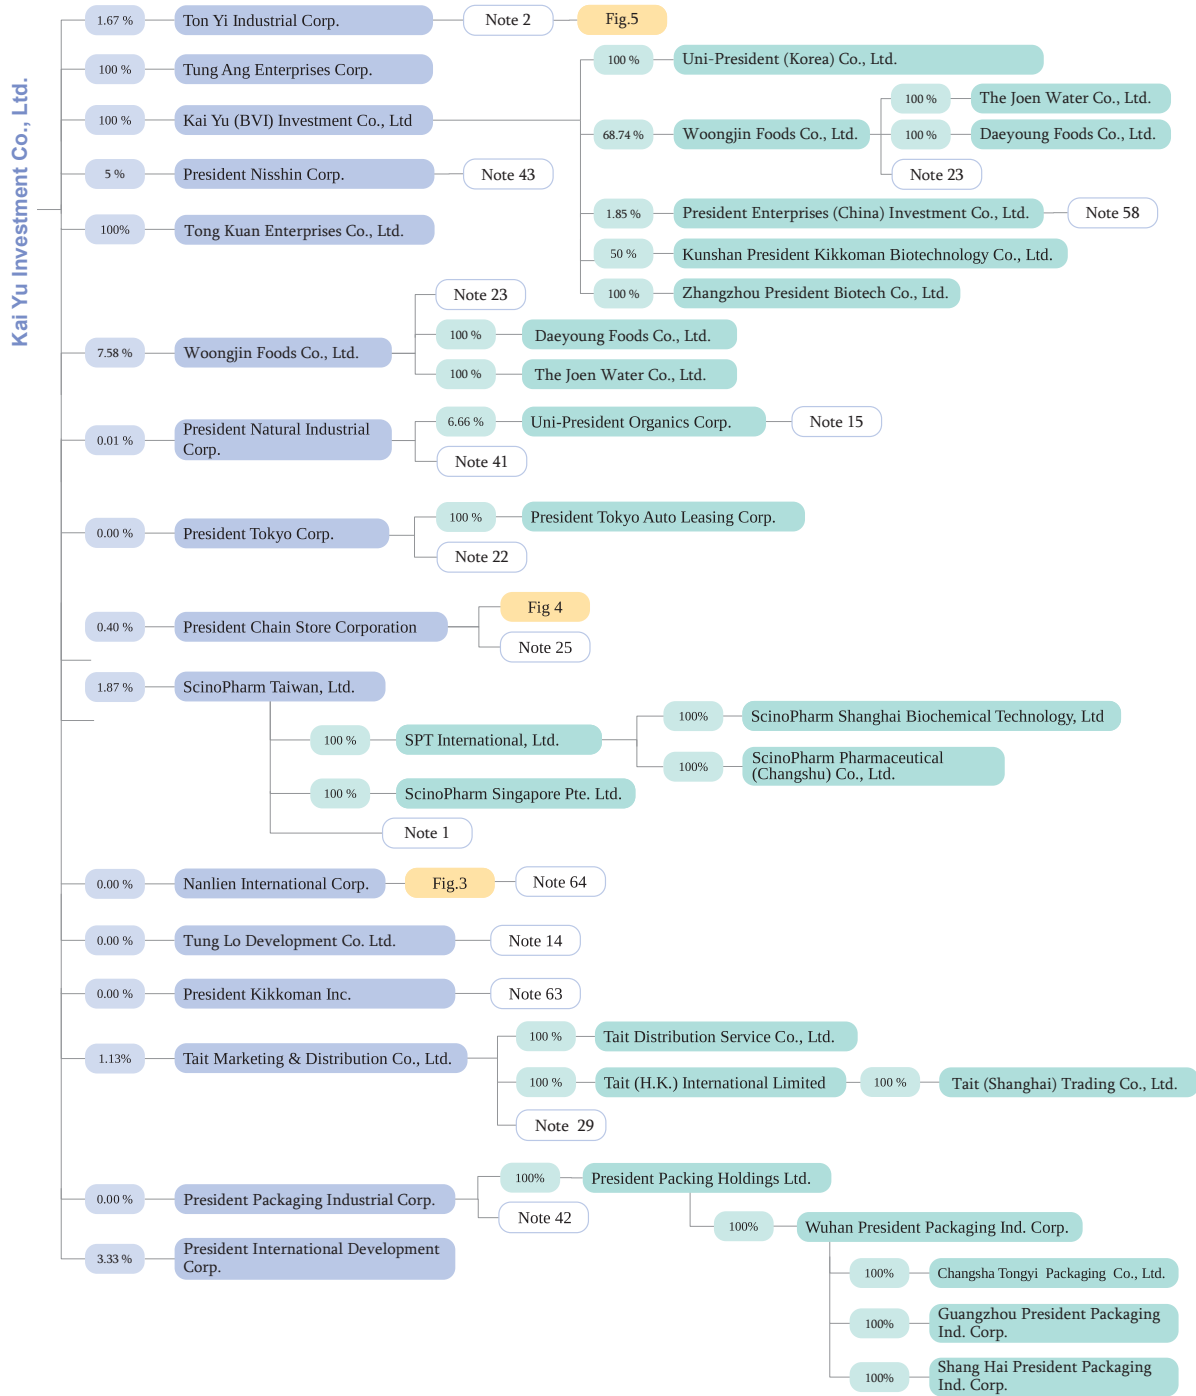 Kai Yu Investment Co., Ltd.
1.67 % Ton Yi Industrial Corp. Note 2 Fig.5
100 % Tung Ang Enterprises Corp.
100 % Kai Yu (BVI) Investment Co., Ltd
100 % Uni-President (Korea) Co., Ltd.
68.74 % Woongjin Foods Co., Ltd.
100 % The Joen Water Co., Ltd.
100 % Daeyoung Foods Co., Ltd.
Note 23
1.85 % President Enterprises (China) Investment Co., Ltd. Note 58
50 % Kunshan President Kikkoman Biotechnology Co., Ltd.
100 % Zhangzhou President Biotech Co., Ltd.
5 % President Nisshin Corp. Note 43
100% Tong Kuan Enterprises Co., Ltd.
7.58 % Woongjin Foods Co., Ltd.
Note 23
100 % Daeyoung Foods Co., Ltd.
100 % The Joen Water Co., Ltd.
0.01 % President Natural Industrial
Corp.
6.66 % Uni-President Organics Corp. Note 15
Note 41
0.00 % President Tokyo Corp.
100 % President Tokyo Auto Leasing Corp.
Note 22
0.40 % President Chain Store Corporation
Fig 4
Note 25
1.87 % ScinoPharm Taiwan, Ltd.
100 % SPT International, Ltd.
100% ScinoPharm Shanghai Biochemical Technology, Ltd
100% ScinoPharm Pharmaceutical
(Changshu) Co., Ltd.
100 % ScinoPharm Singapore Pte. Ltd.
Note 1
0.00 % Nanlien International Corp. Fig.3 Note 64
0.00 % Tung Lo Development Co. Ltd. Note 14
0.00 % President Kikkoman Inc. Note 63
1.13% Tait Marketing & Distribution Co., Ltd.
100 % Tait Distribution Service Co., Ltd.
100 % Tait (H.K.) International Limited 100 % Tait (Shanghai) Trading Co., Ltd.
Note 29
0.00 % President Packaging Industrial Corp.
100% President Packing Holdings Ltd.
Note 42
100% Wuhan President Packaging Ind. Corp.
100% Changsha Tongyi Packaging Co., Ltd.
100% Guangzhou President Packaging
Ind. Corp.
100% Shang Hai President Packaging
Ind. Corp.
3.33 % President International Development
Corp.